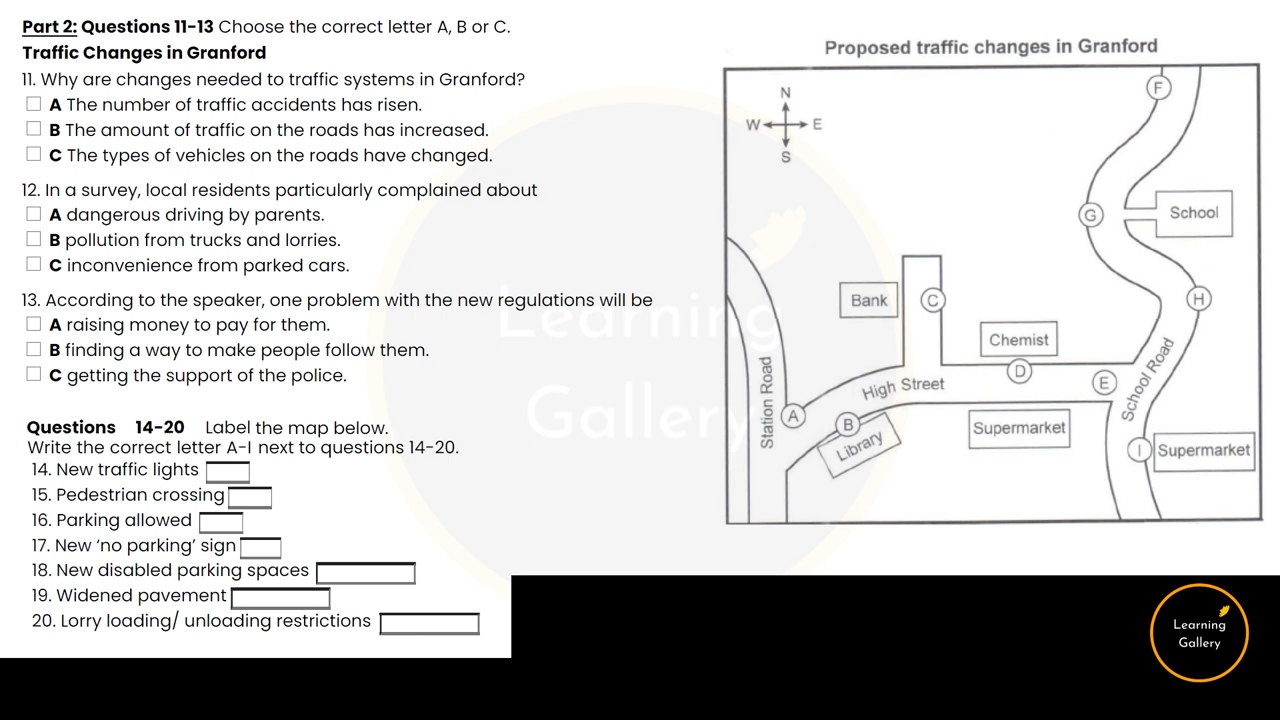 Part 2: Questions 11-13 Choose the correct letter A, B or C.
Traffic Changes in Granford
11. Why are changes needed to traffic systems in Granford?
A The number of traffic accidents has risen.
B The amount of traffic on the roads has increased.
C The types of vehicles on the roads have changed.
12. In a survey, local residents particularly complained about
A dangerous driving by parents.
B pollution from trucks and lorries.
C inconvenience from parked cars.
13. According to the speaker, one problem with the new regulations will be
A raising money to pay for them.
B finding a way to make people follow them.
C getting the support of the police.
Questions 14-20 Label the map below.
Write the correct letter A-I next to questions 14-20.
14. New traffic lights
15. Pedestrian crossing
16. Parking allowed
17. New ‘no parking’ sign
18. New disabled parking spaces
19. Widened pavement
20. Lorry loading/ unloading restrictions
Proposed traffic changes in Granford
N
W E
S
F
G
School
Bank
C
H
Chemist
D
E
High Street
School Road
Station Road
A
B
Library
Supermarket
I
Supermarket
Learning
Gallery
Learning
Gallery